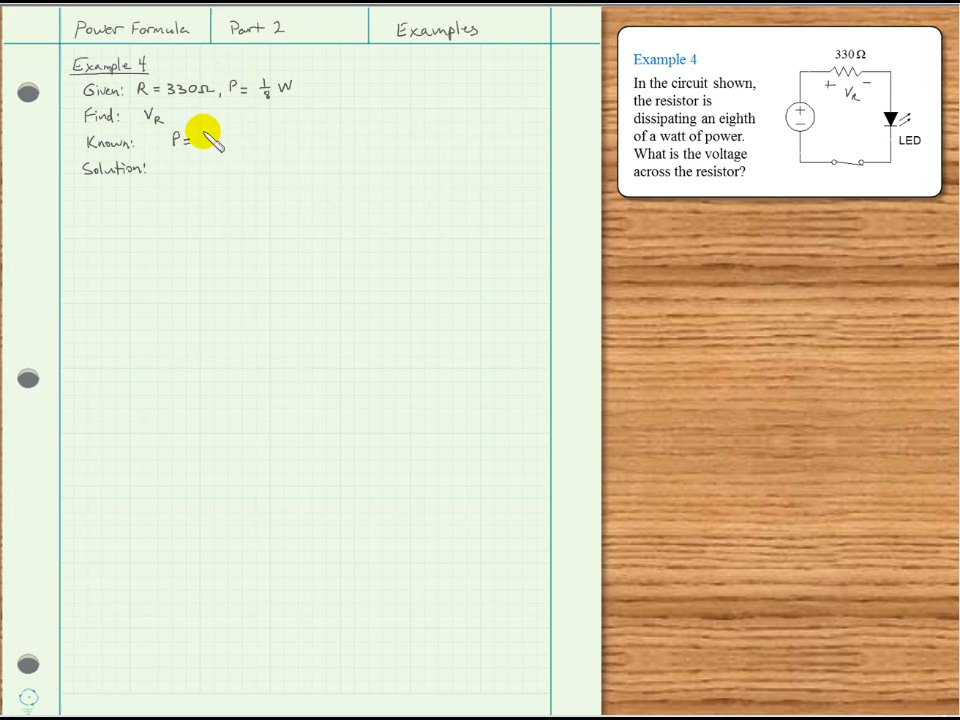 Power Formula Part 2 Examples
Example 4
Given: R = 330Ω, P = 1/8 W
Find: VR
Known: P=
Solution:
Example 4
In the circuit shown,
the resistor is
dissipating an eighth
of a watt of power.
What is the voltage
across the resistor?
330 Ω
+ VR −
+
−
LED